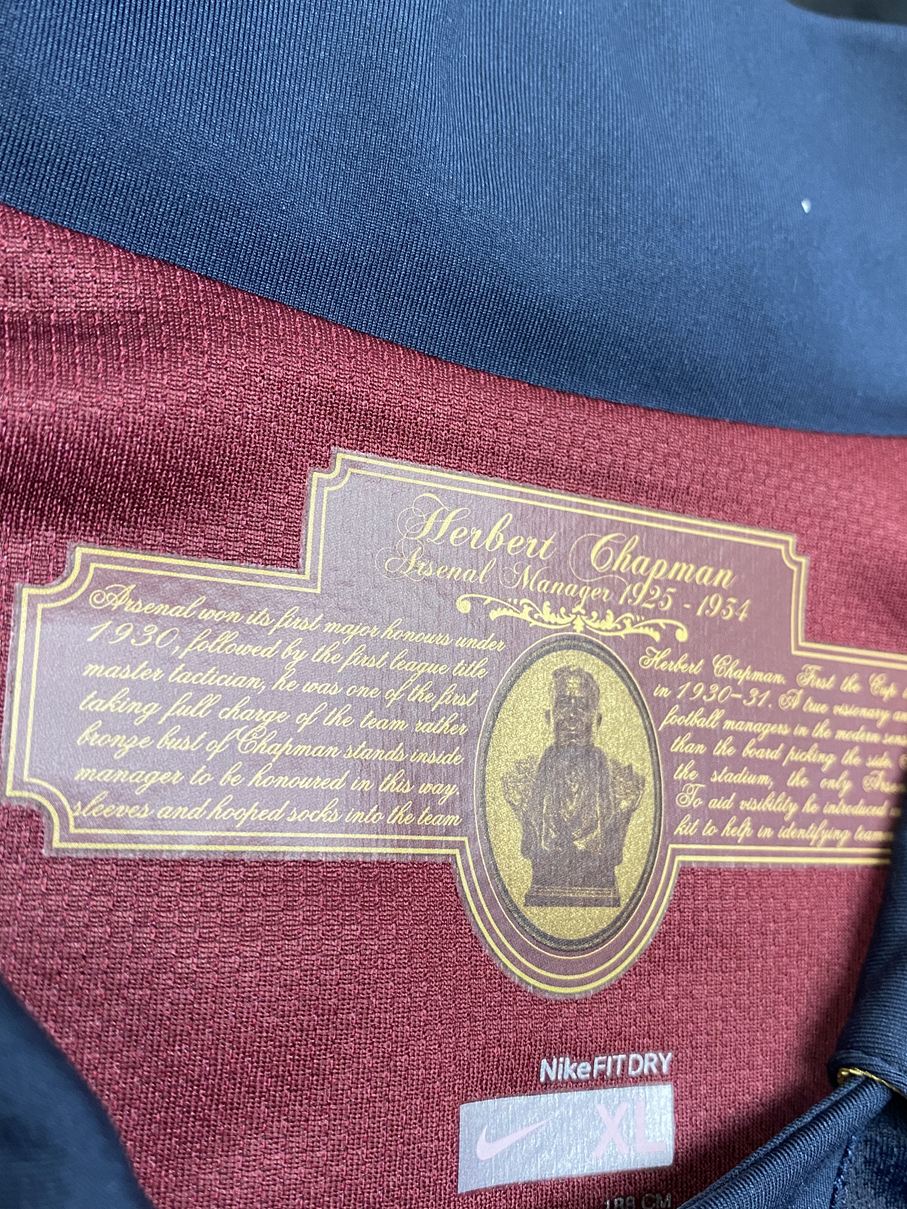 Herbert Chapman
Arsenal Manager 1925 - 1934
Arsenal won its first major honours under Herbert Chapman. First the Cup
1930, followed by the first league title in 1930-31. A true visionary
master tactician, he was one of the first football managers in the modern
taking full charge of the team rather than the board picking the side.
bronze bust of Chapman stands inside the stadium, the only
manager to be honoured in this way. To aid visibility he introduced
sleeves and hooped socks into the team kit to help in identifying
NikeFITDRY
XL
188 CM